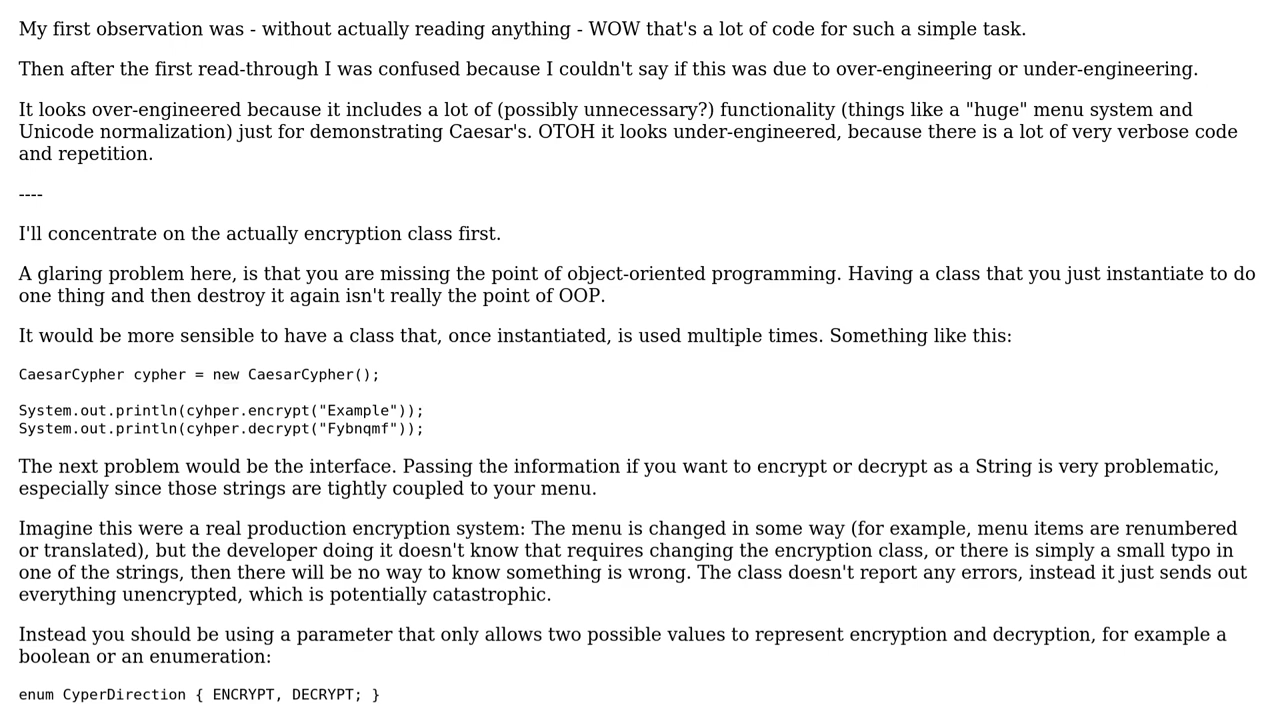 My first observation was - without actually reading anything - WOW that's a lot of code for such a simple task.
Then after the first read-through I was confused because I couldn't say if this was due to over-engineering or under-engineering.
It looks over-engineered because it includes a lot of (possibly unnecessary?) functionality (things like a "huge" menu system and
Unicode normalization) just for demonstrating Caesar's. OTOH it looks under-engineered, because there is a lot of very verbose code
and repetition.
----
I'll concentrate on the actually encryption class first.
A glaring problem here, is that you are missing the point of object-oriented programming. Having a class that you just instantiate to do
one thing and then destroy it again isn't really the point of OOP.
It would be more sensible to have a class that, once instantiated, is used multiple times. Something like this:
CaesarCypher cypher = new CaesarCypher();
System.out.println(cyhper.encrypt("Example"));
System.out.println(cyhper.decrypt("Fybnqmf"));
The next problem would be the interface. Passing the information if you want to encrypt or decrypt as a String is very problematic,
especially since those strings are tightly coupled to your menu.
Imagine this were a real production encryption system: The menu is changed in some way (for example, menu items are renumbered
or translated), but the developer doing it doesn't know that requires changing the encryption class, or there is simply a small typo in
one of the strings, then there will be no way to know something is wrong. The class doesn't report any errors, instead it just sends out
everything unencrypted, which is potentially catastrophic.
Instead you should be using a parameter that only allows two possible values to represent encryption and decryption, for example a
boolean or an enumeration:
enum CyperDirection { ENCRYPT, DECRYPT; }